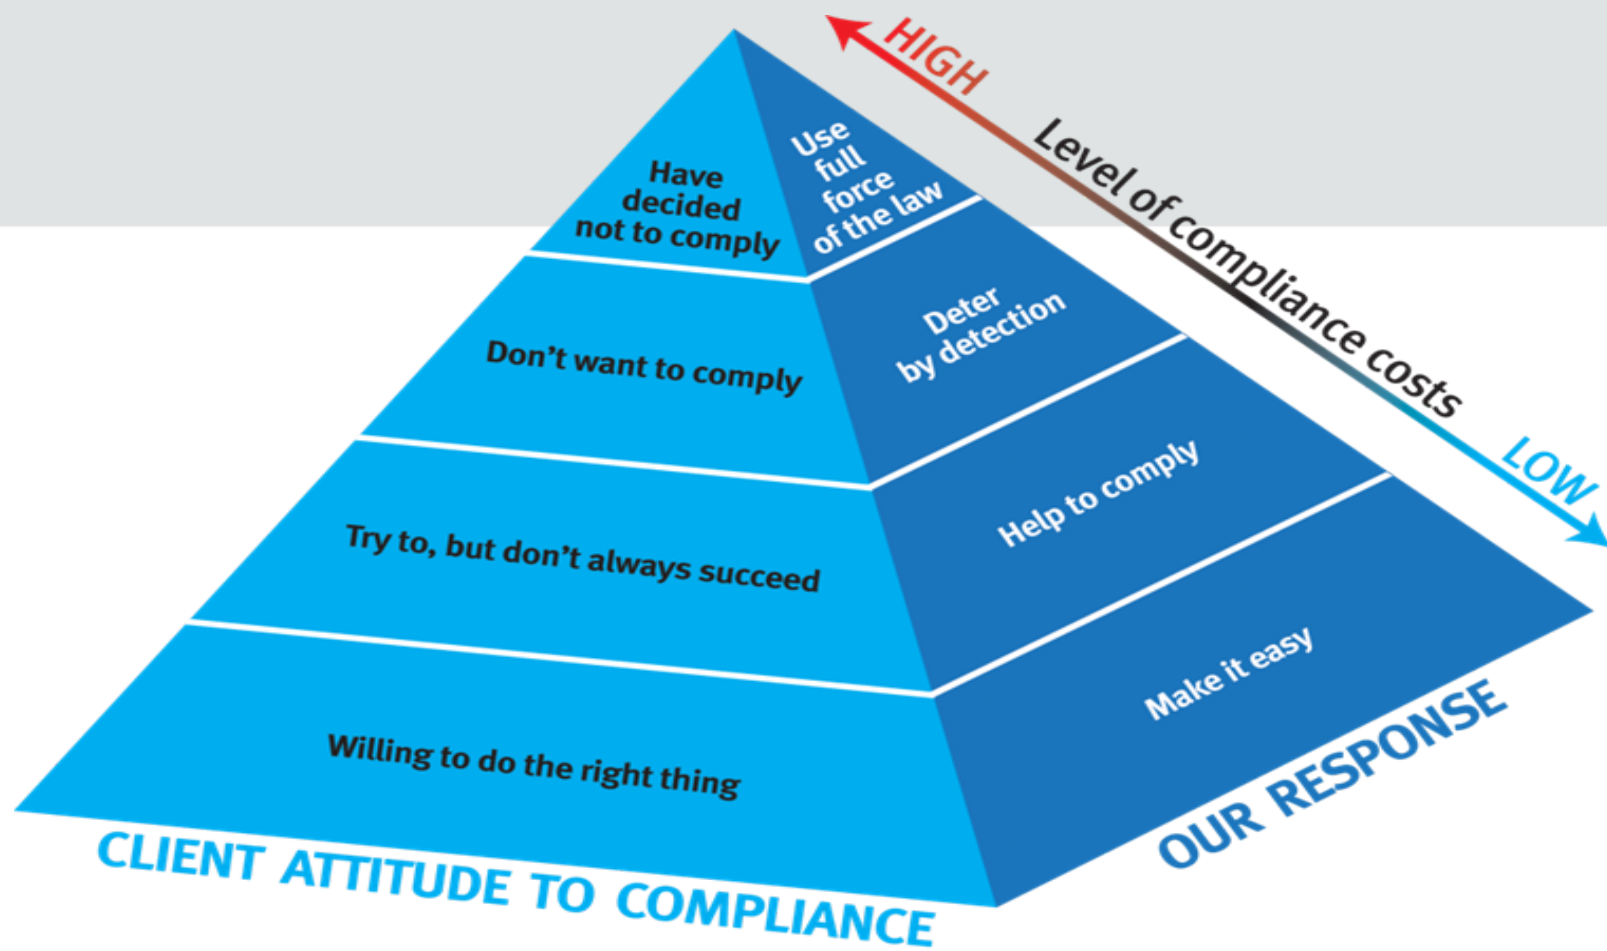 HIGH
Level of compliance costs
LOW
Have
decided
not to comply
Use
full
force
of the law
Don't want to comply
Deter
by detection
Try to, but don't always succeed
Help to comply
Willing to do the right thing
Make it easy
CLIENT ATTITUDE TO COMPLIANCE
OUR RESPONSE